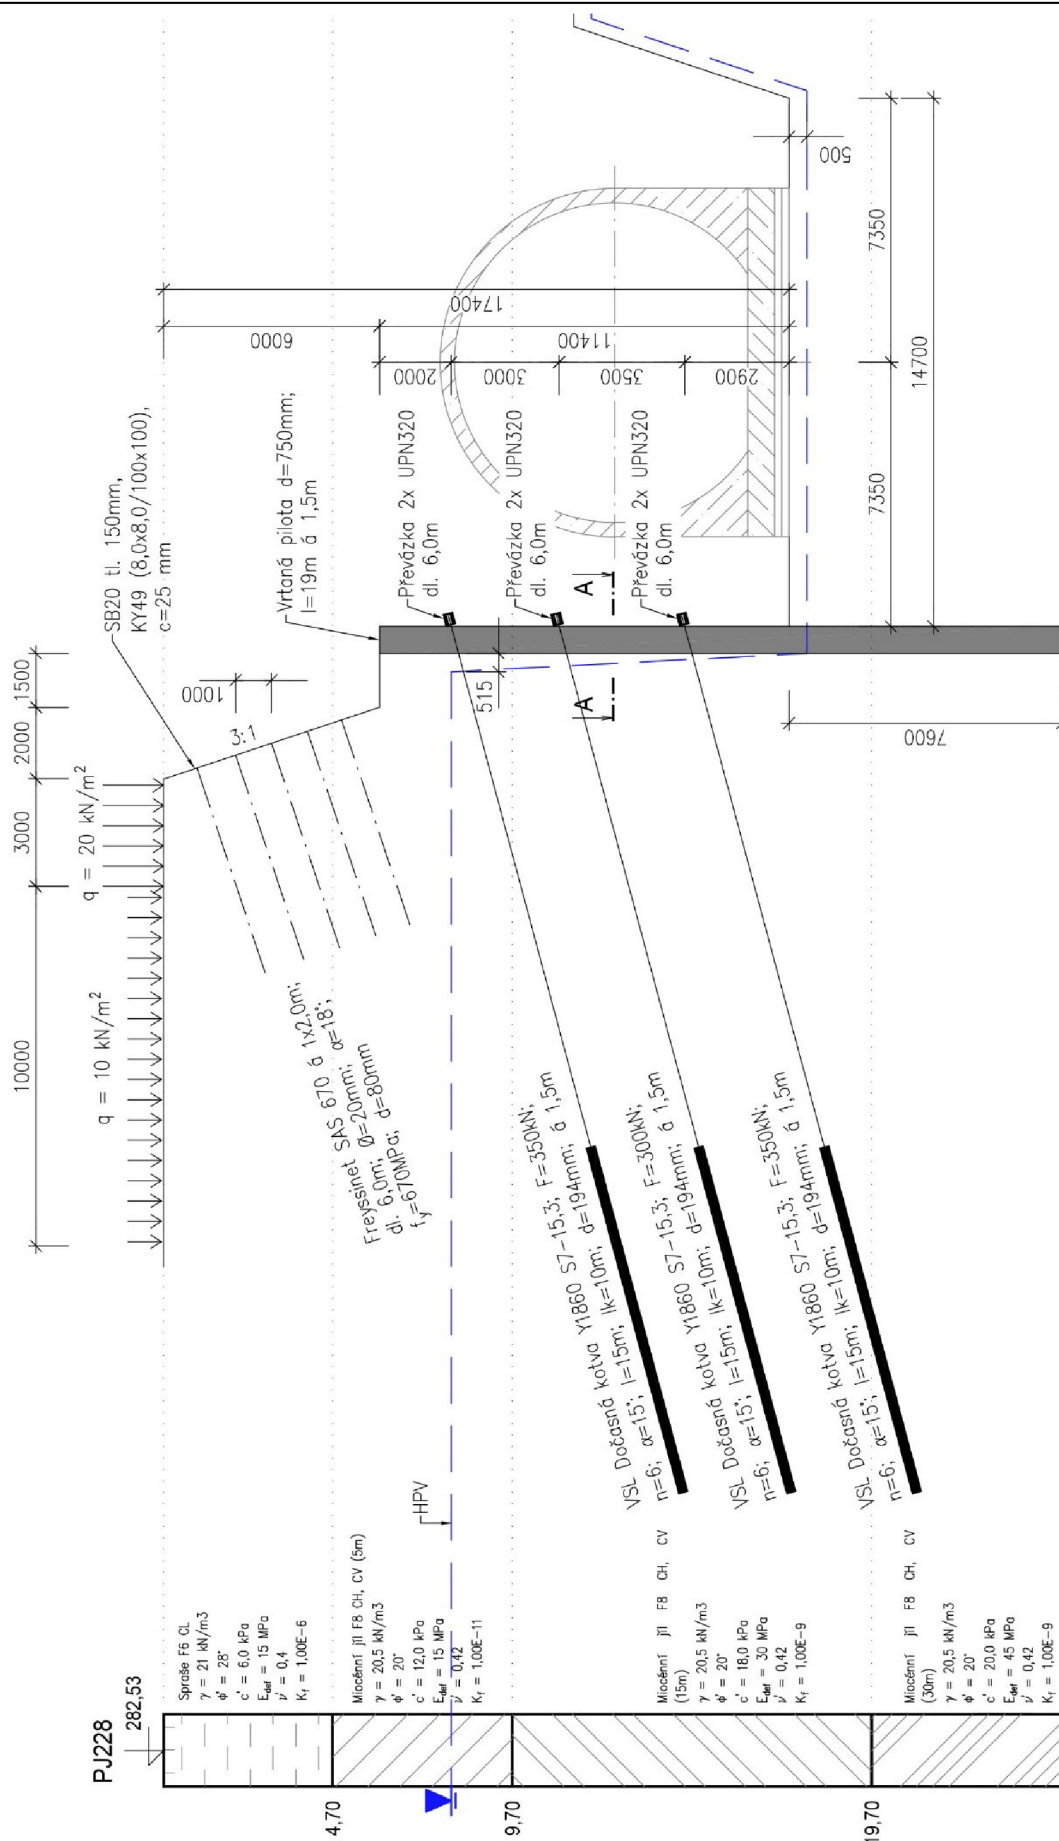 PJ228
282,53
4,70
9,70
19,70
Spraše F6 CL
γ = 21 kN/m3
φ' = 28°
c' = 6,0 kPa
Edef = 15 MPa
ν = 0,4
Kf = 1,00E-6
Miocénní jíl F8 CH, CV (5m)
γ = 20,5 kN/m3
φ' = 20°
c' = 12,0 kPa
Edef = 15 MPa
ν = 0,42
Kf = 1,00E-11
Miocénní jíl F8 CH, CV
(15m)
γ = 20,5 kN/m3
φ' = 20°
c' = 18,0 kPa
Edef = 30 MPa
ν = 0,42
Kf = 1,00E-9
Miocénní jíl F8 CH, CV
(30m)
γ = 20,5 kN/m3
φ' = 20°
c' = 20,0 kPa
Edef = 45 MPa
ν = 0,42
Kf = 1,00E-9
HPV
10000
3000
2000
1500
q = 10 kN/m²
q = 20 kN/m²
3:1
1000
SB20 tl. 150mm,
KY49 (8,0x8,0/100x100),
c=25 mm
Freyssinet SAS 670 á 1x2,0m;
dl. 6,0m; Ø=20mm; α=18°;
fy=670MPa; d=80mm
Vrtaná pilota d=750mm;
l=19m á 1,5m
Převázka 2x UPN320
dl. 6,0m
Převázka 2x UPN320
dl. 6,0m
Převázka 2x UPN320
dl. 6,0m
VSL Dočasná kotva Y1860 S7-15,3; F=350kN;
n=6; α=15°; l=15m; lk=10m; d=194mm; á 1,5m
VSL Dočasná kotva Y1860 S7-15,3; F=300kN;
n=6; α=15°; l=15m; lk=10m; d=194mm; á 1,5m
VSL Dočasná kotva Y1860 S7-15,3; F=350kN;
n=6; α=15°; l=15m; lk=10m; d=194mm; á 1,5m
515
A
A
7600
6000
17400
11400
2000
3000
3500
2900
500
7350
7350
14700